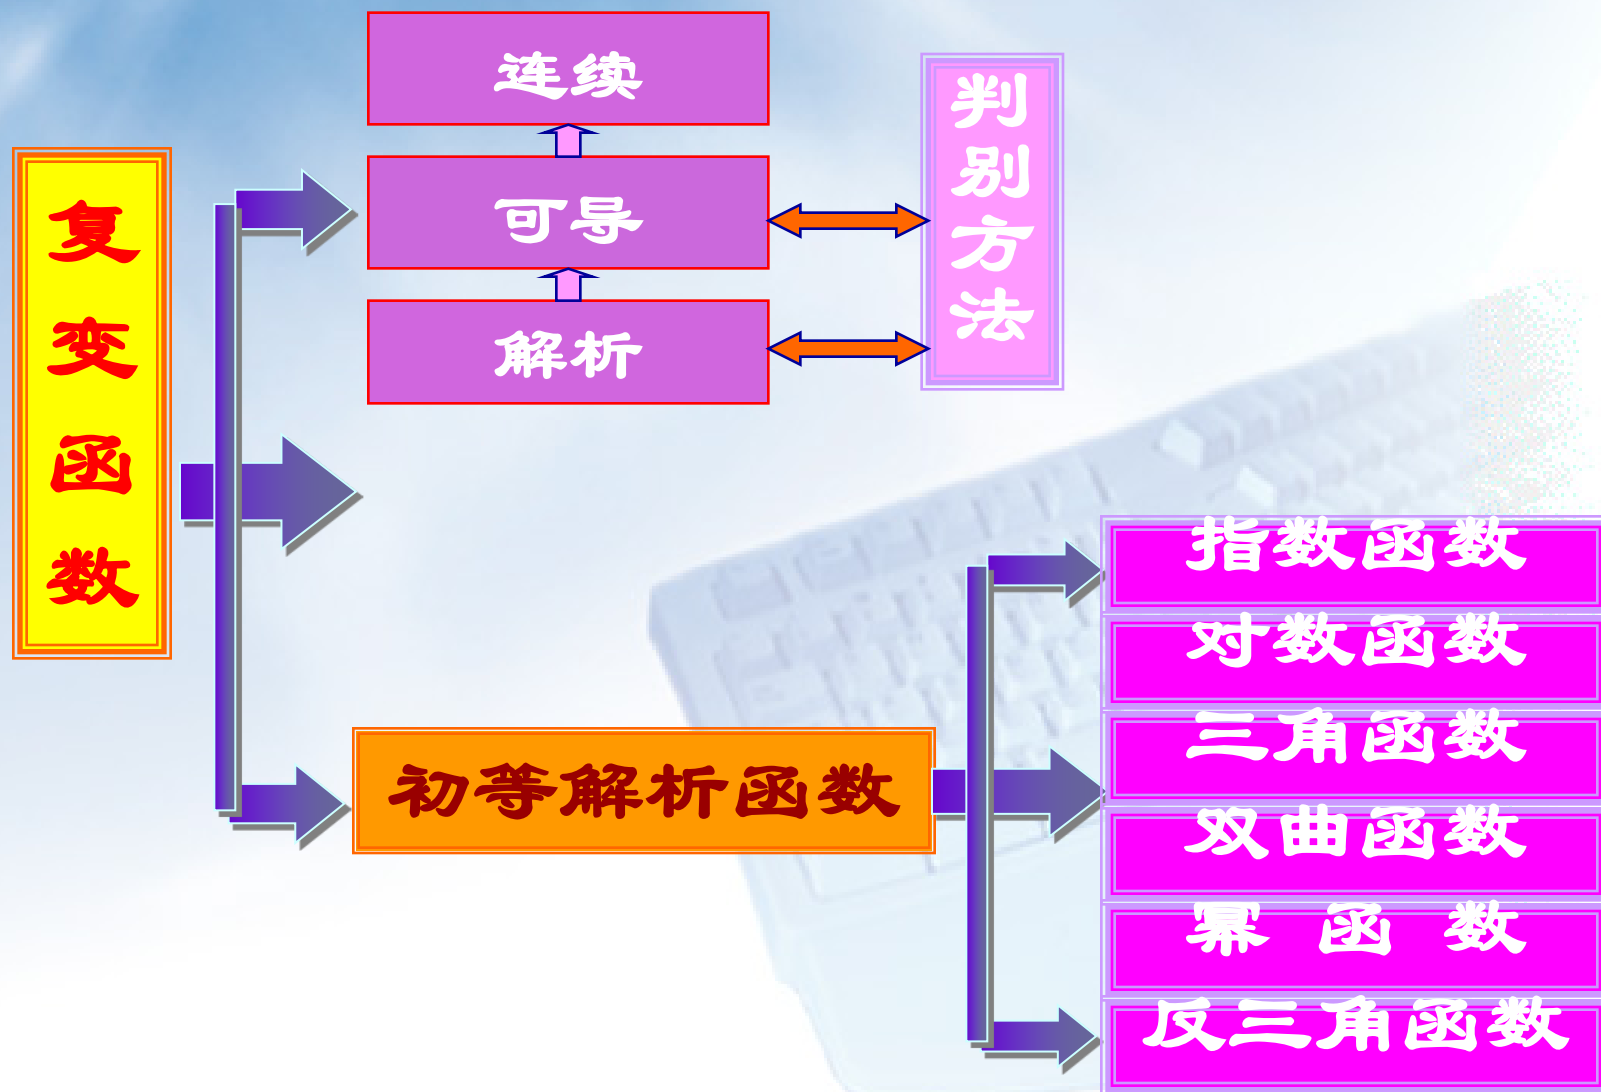 复变函数
连续
可导
解析
判别方法
初等解析函数
指数函数
对数函数
三角函数
双曲函数
幂函数
反三角函数